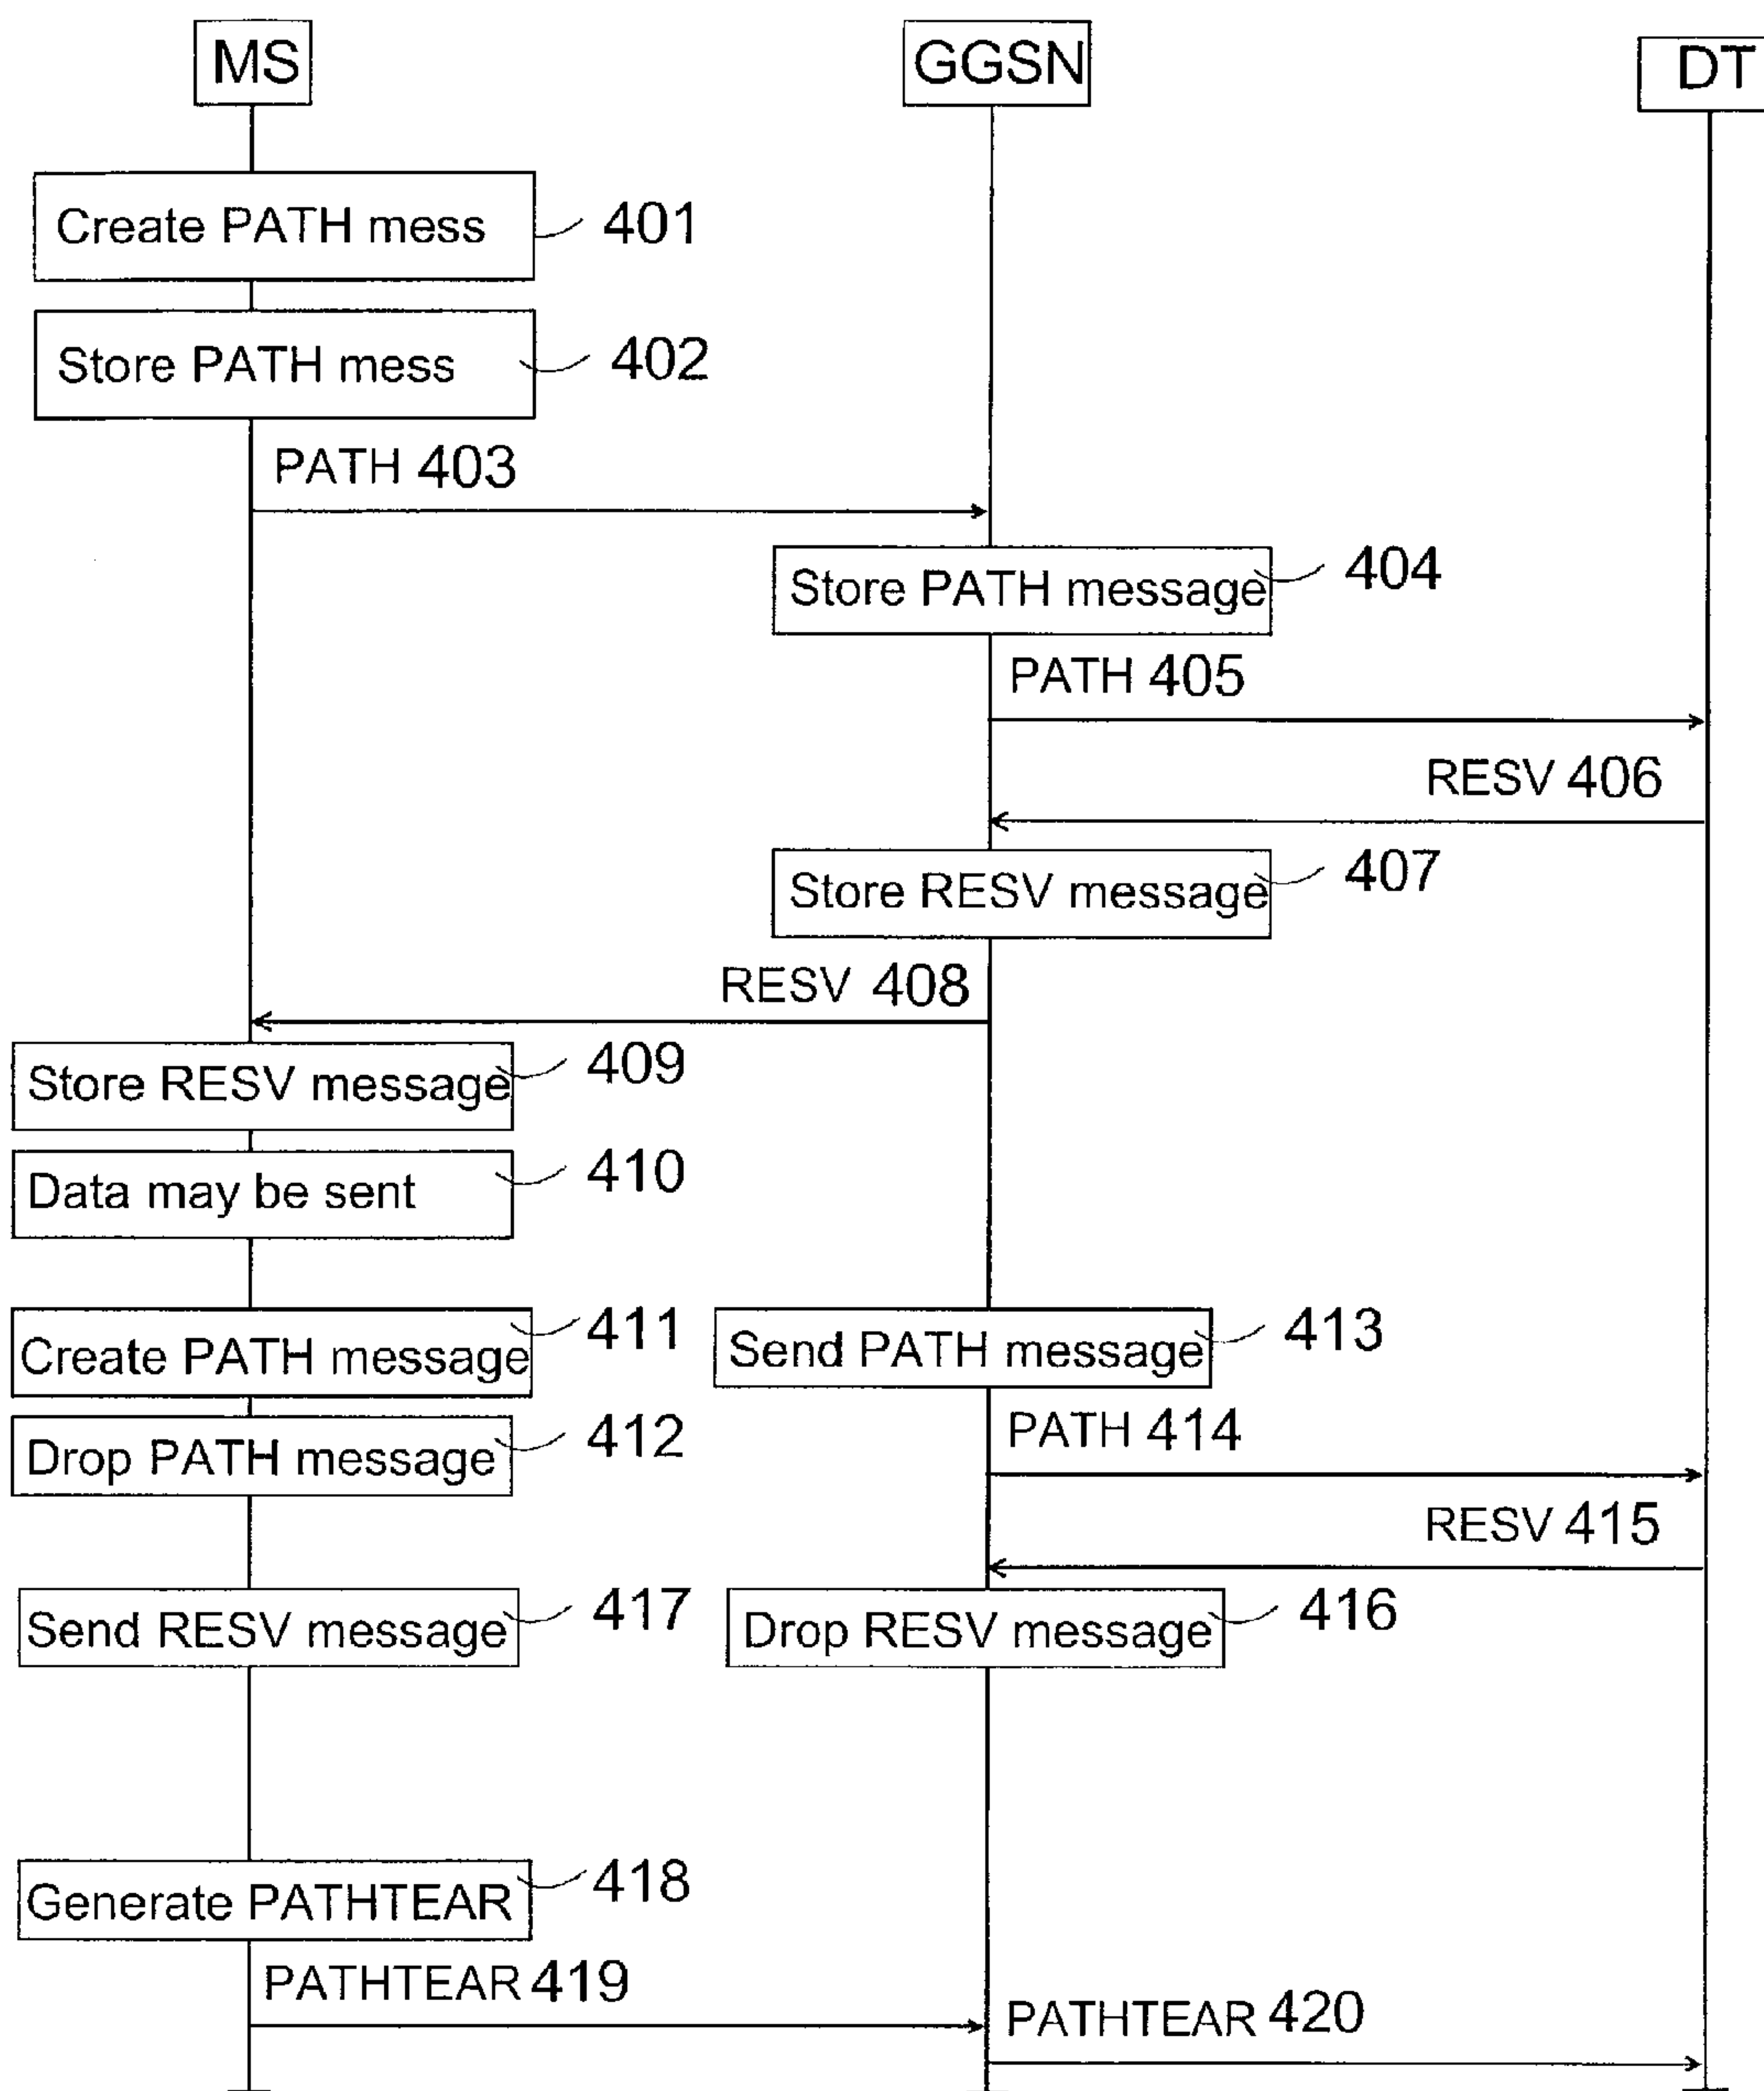 MS GGSN DT
Create PATH mess 401
Store PATH mess 402
PATH 403
Store PATH message 404
PATH 405
RESV 406
Store RESV message 407
RESV 408
Store RESV message 409
Data may be sent 410
Create PATH message 411 Send PATH message 413
Drop PATH message 412 PATH 414
RESV 415
Send RESV message 417 Drop RESV message 416
Generate PATHTEAR 418
PATHTEAR 419
PATHTEAR 420